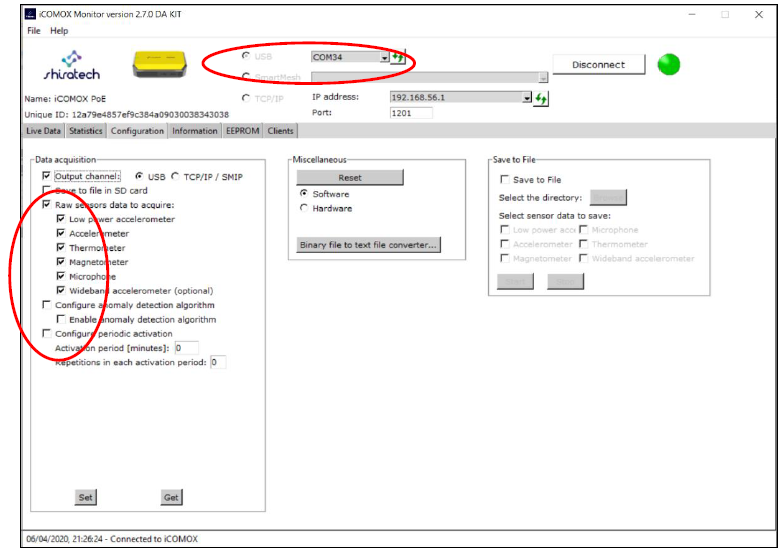 iCOMOX Monitor version 2.7.0 DA KIT
File Help
shiratech
USB COM34
SmartMesh
Disconnect
Name: iCOMOX PoE
TCP/IP IP address: 192.168.56.1
Unique ID: 12a79e4857ef9c384a09030038343038
Port: 1201
Live Data Statistics Configuration Information EEPROM Clients
Data acquisition
Output channel: USB TCP/IP / SMIP
Save to file in SD card
Raw sensors data to acquire:
Low power accelerometer
Accelerometer
Thermometer
Magnetometer
Microphone
Wideband accelerometer (optional)
Configure anomaly detection algorithm
Enable anomaly detection algorithm
Configure periodic activation
Activation period [minutes]: 0
Repetitions in each activation period: 0
Set Get
Miscellaneous
Reset
Software
Hardware
Binary file to text file converter...
Save to File
Save to File
Select the directory:
Select sensor data to save:
Low power acce Microphone
Accelerometer Thermometer
Magnetometer Wideband accelerometer
06/04/2020, 21:26:24 - Connected to iCOMOX